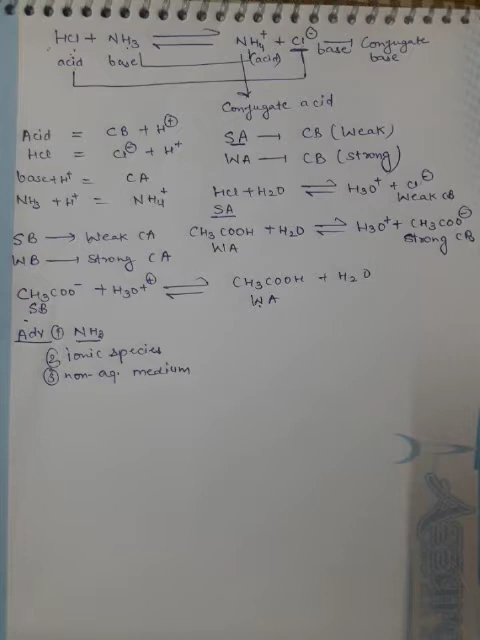 HCl + NH₃ ⇌ NH₄⁺ + Cl⊖ base → Conjugate base
acid base (acid)
Conjugate acid
Acid = CB + H⊕
HCl = Cl⊖ + H⁺
base + H⁺ = CA
NH₃ + H⁺ = NH₄⁺
SA → CB (Weak)
WA → CB (strong)
HCl + H₂O ⇌ H₃O⁺ + Cl⊖
SA Weak CB
SB → Weak CA
WB → Strong CA
CH₃COOH + H₂O ⇌ H₃O⁺ + CH₃COO⊖
WA Strong CB
CH₃COO⁻ + H₃O⊕ ⇌ CH₃COOH + H₂O
SB WA
Adv ① NH₃
② ionic species
③ non-aq. medium